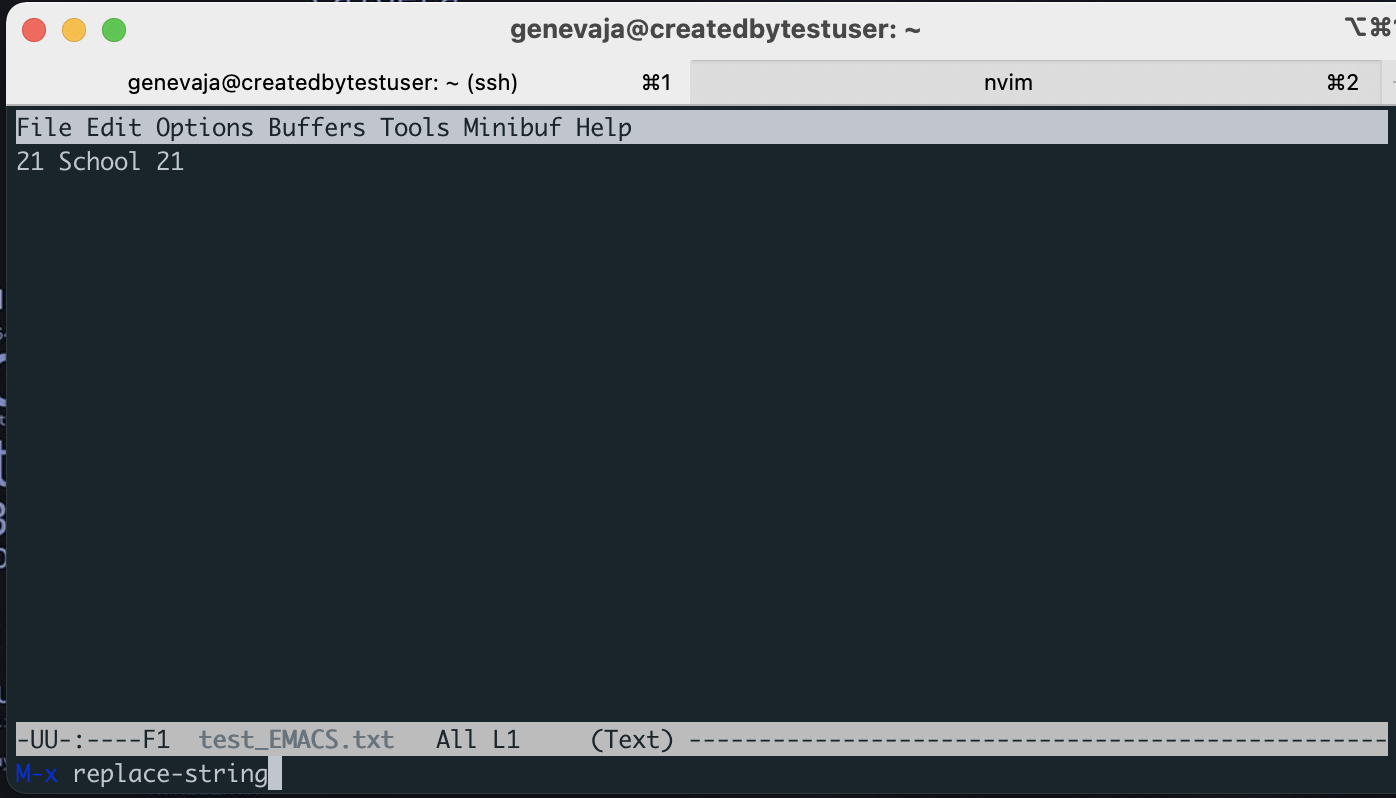 genevaja@createdbytestuser: ~
⌥⌘
genevaja@createdbytestuser: ~ (ssh) ⌘1 nvim ⌘2
File Edit Options Buffers Tools Minibuf Help
21 School 21
-UU-:----F1 test_EMACS.txt All L1 (Text) --------------------------------------------------
M-x replace-string